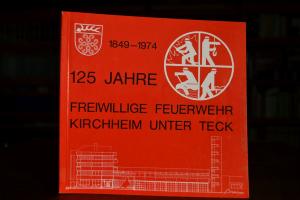 1849-1974
125 JAHRE
FREIWILLIGE FEUERWEHR
KIRCHHEIM UNTER TECK